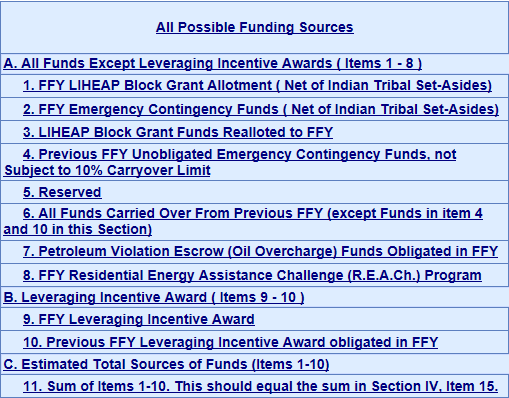 All Possible Funding Sources
A. All Funds Except Leveraging Incentive Awards ( Items 1 - 8 )
1. FFY LIHEAP Block Grant Allotment ( Net of Indian Tribal Set-Asides)
2. FFY Emergency Contingency Funds ( Net of Indian Tribal Set-Asides)
3. LIHEAP Block Grant Funds Realloted to FFY
4. Previous FFY Unobligated Emergency Contingency Funds, not
Subject to 10% Carryover Limit
5. Reserved
6. All Funds Carried Over From Previous FFY (except Funds in item 4
and 10 in this Section)
7. Petroleum Violation Escrow (Oil Overcharge) Funds Obligated in FFY
8. FFY Residential Energy Assistance Challenge (R.E.A.Ch.) Program
B. Leveraging Incentive Award ( Items 9 - 10 )
9. FFY Leveraging Incentive Award
10. Previous FFY Leveraging Incentive Award obligated in FFY
C. Estimated Total Sources of Funds (Items 1-10)
11. Sum of Items 1-10. This should equal the sum in Section IV, Item 15.